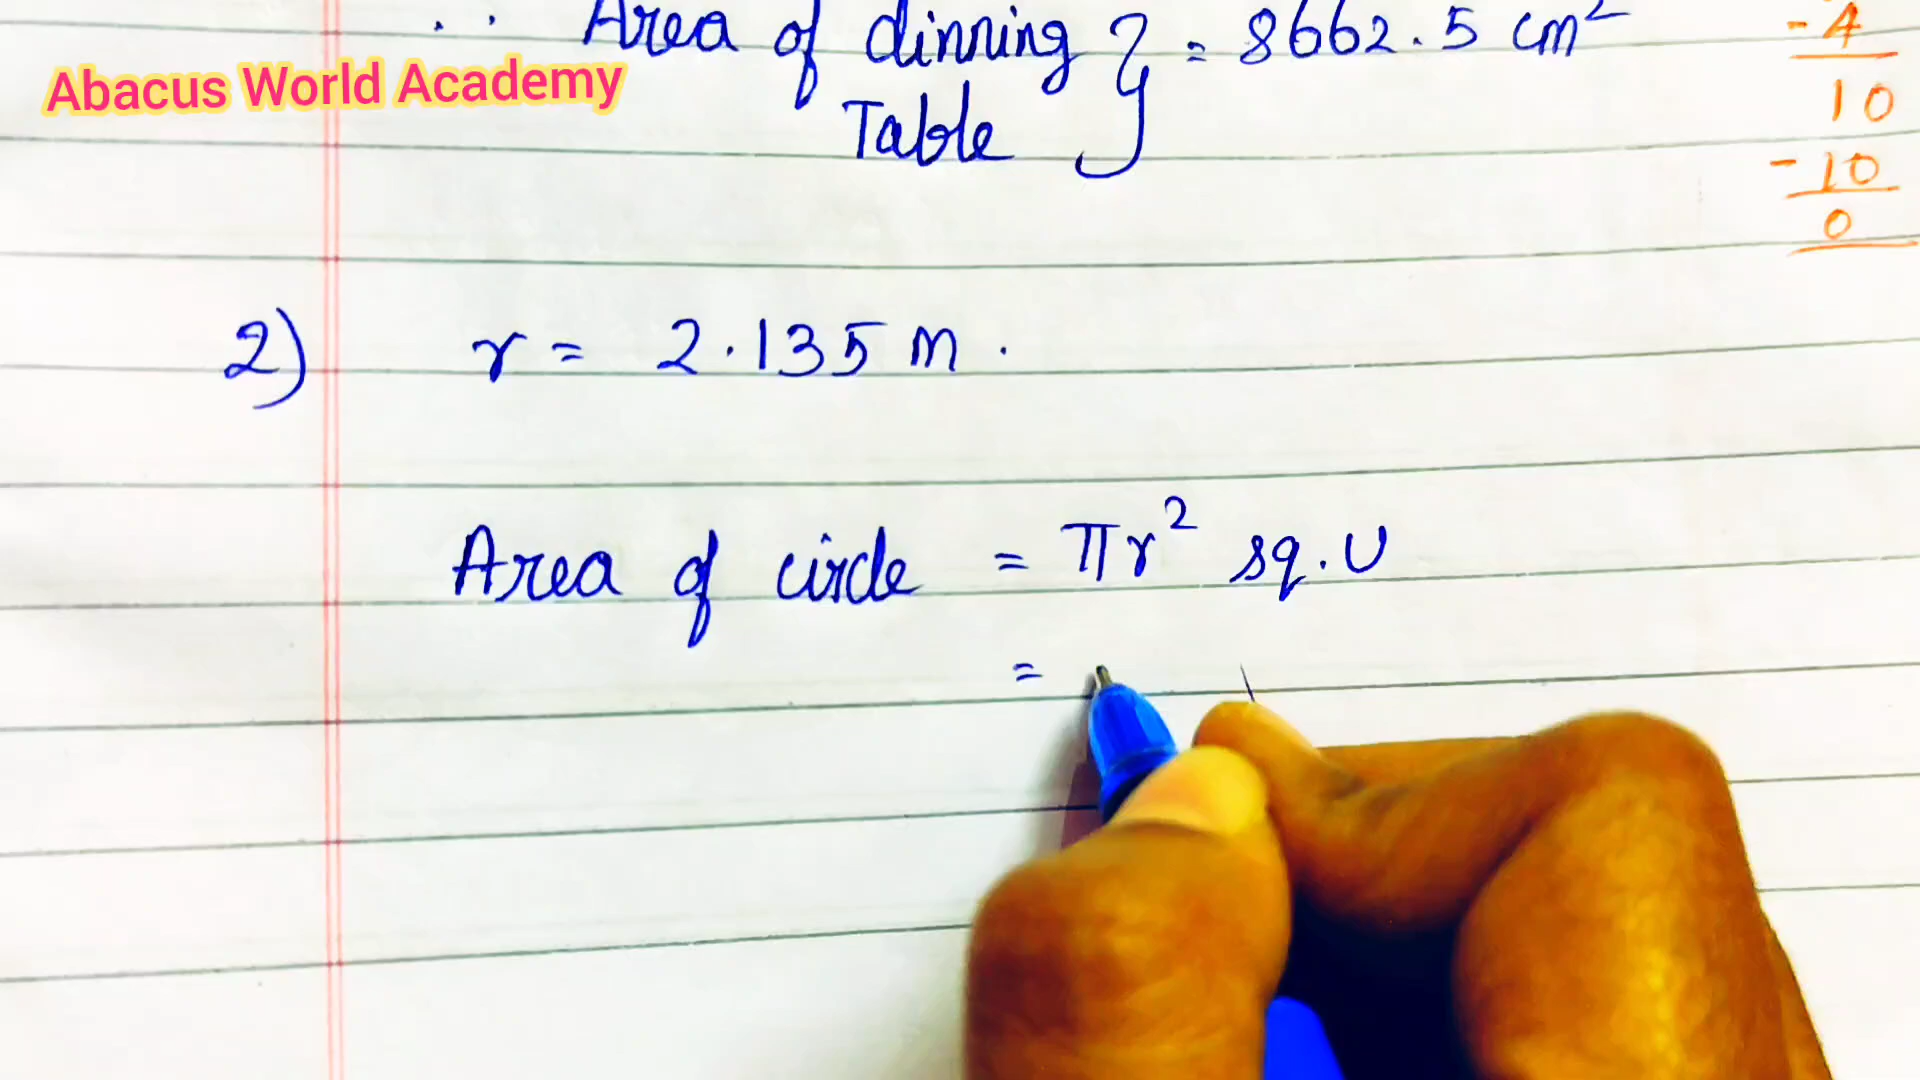 ∴ Area of dinning } = 8662.5 cm²
Table
Abacus World Academy
- 4
10
- 10
0
2) r = 2.135 m.
Area of circle = πr² sq.U
=